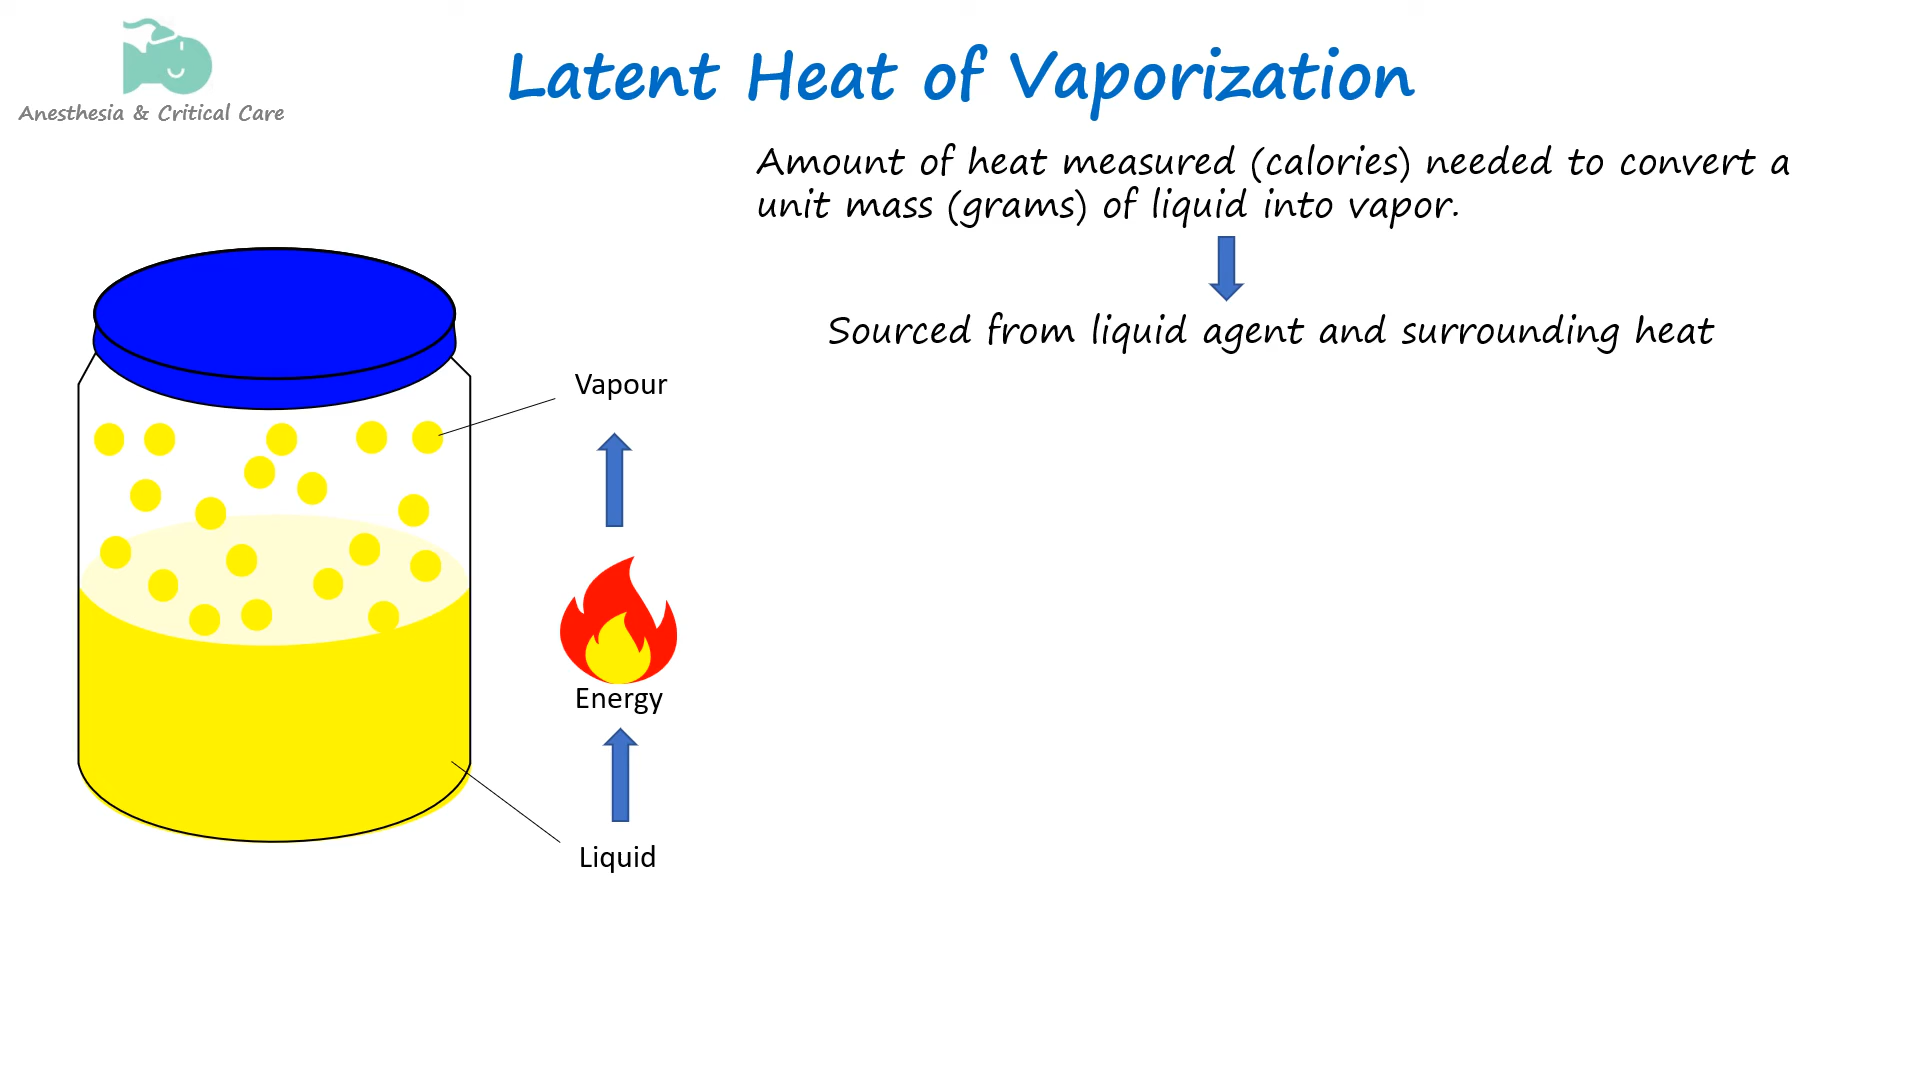 Anesthesia & Critical Care
Latent Heat of Vaporization
Amount of heat measured (calories) needed to convert a
unit mass (grams) of liquid into vapor.
Sourced from liquid agent and surrounding heat
Vapour
Energy
Liquid